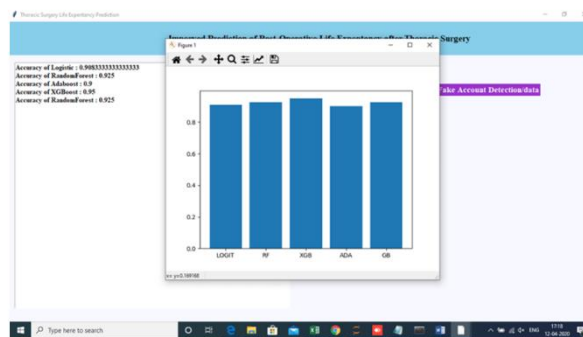 Thoracic Surgery Life Expectancy Prediction
Improved Prediction of Post-Operative Life Expectancy after Thoracic Surgery
Figure 1
Accuracy of Logistic : 0.9083333333333333
Accuracy of RandomForest : 0.925
Accuracy of Adaboost : 0.9
Accuracy of XGBoost : 0.95
Accuracy of RandomForest : 0.925
Fake Account Detection/data
0.8
0.6
0.4
0.2
0.0
LOGIT RF XGB ADA GB
Type here to search
ENG
17:18
12-04-2020